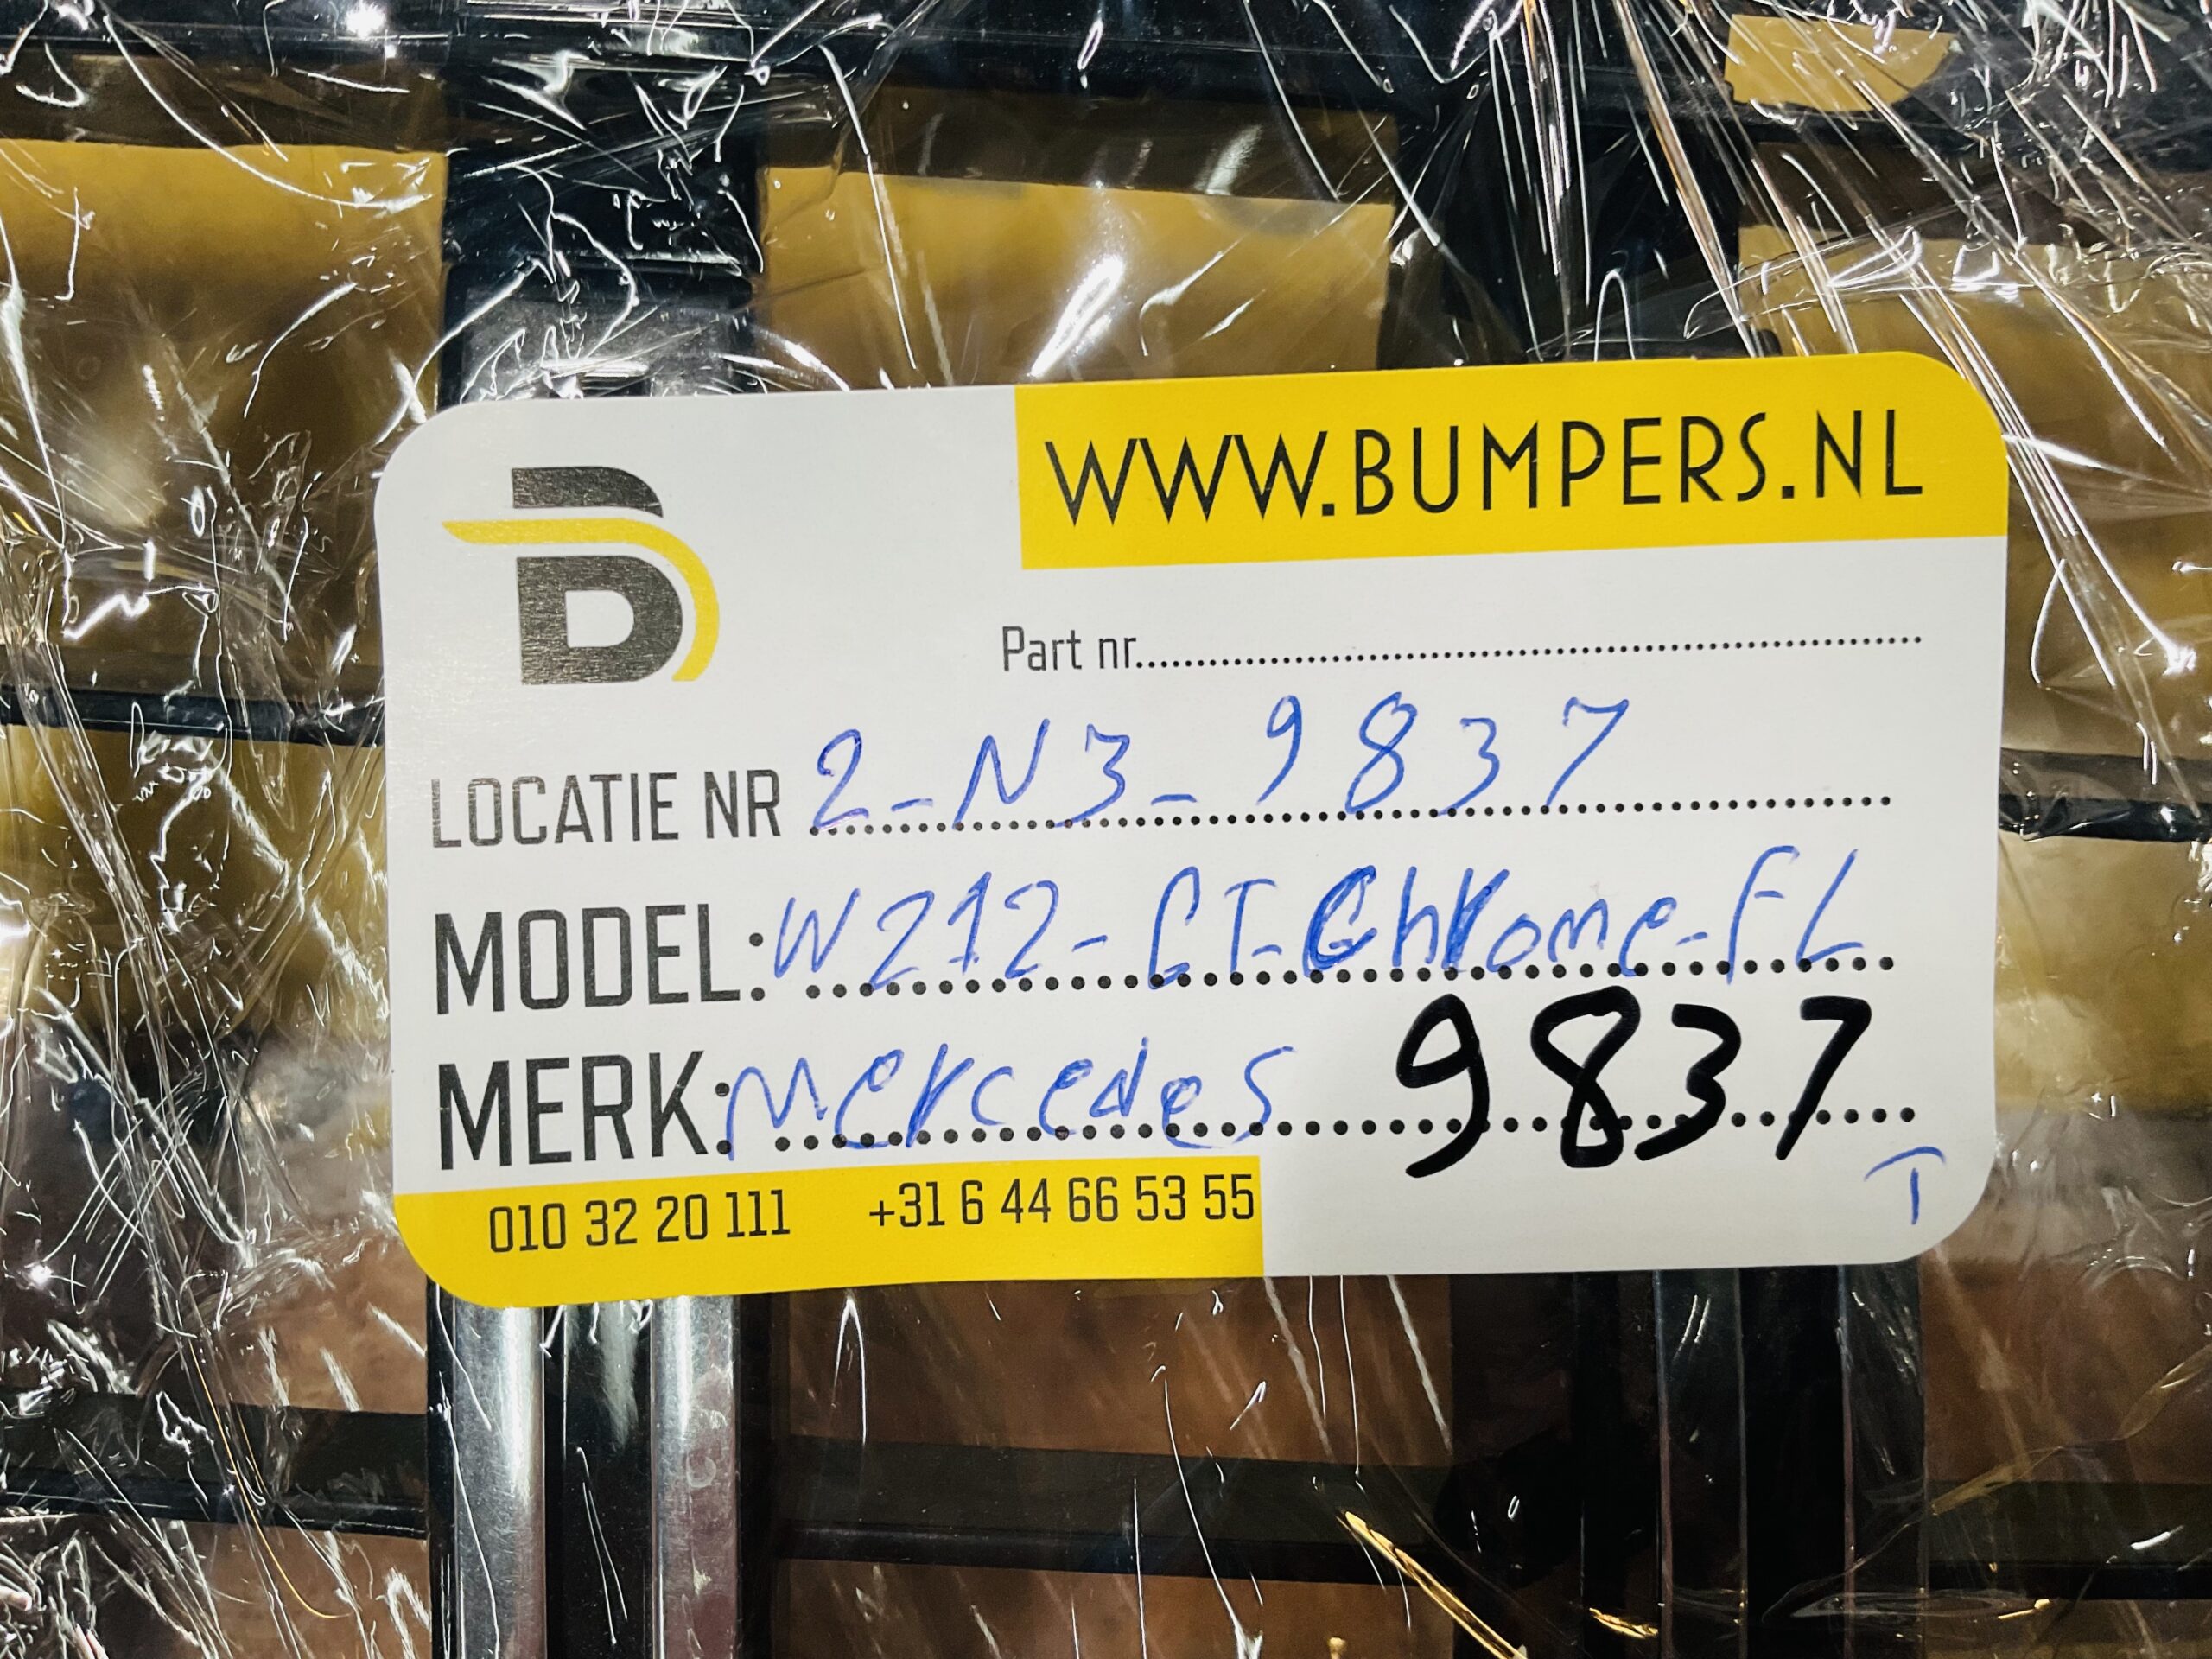 WWW.BUMPERS.NL
Part nr.
LOCATIE NR 2-N3-9837
MODEL: W212-CT-Chrome-FL
MERK: Mercedes 9837
T
010 32 20 111 +31 6 44 66 53 55